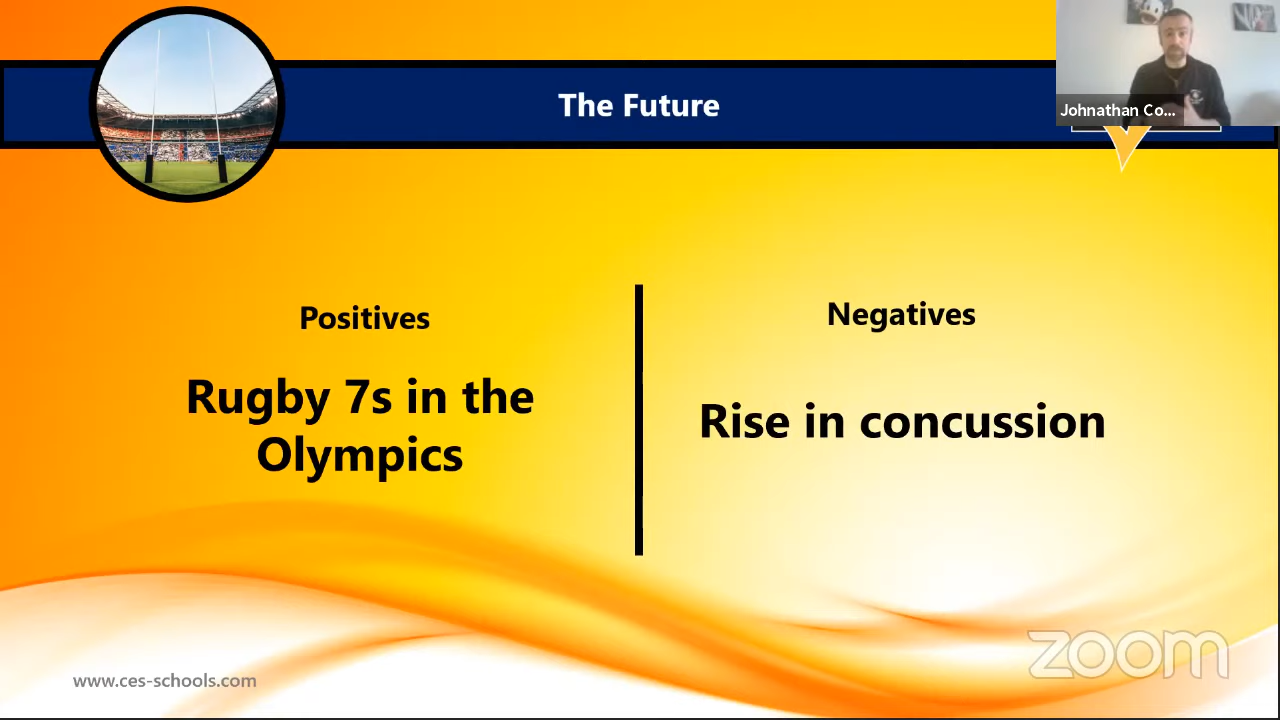 The Future
Johnathan Co...
Positives
Negatives
Rugby 7s in the
Olympics
Rise in concussion
www.ces-schools.com
zoom